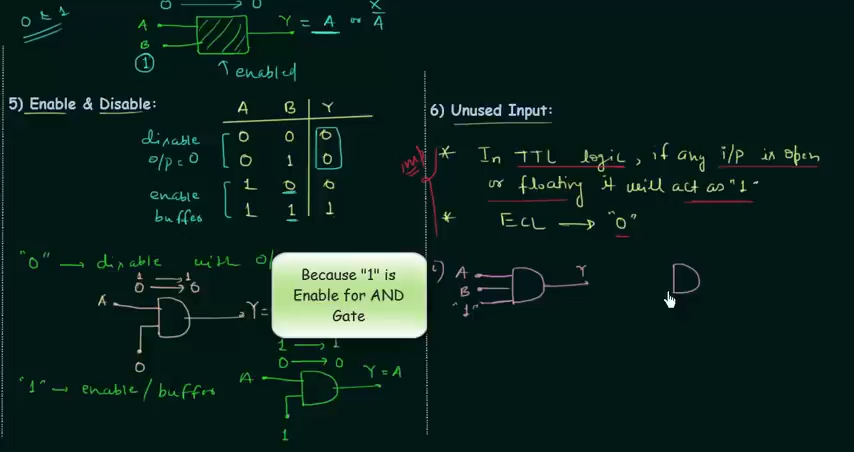 0 & 1
0 → 0
A
B
①
Y = A or X/A
↑ enabled
5) Enable & Disable:
A B Y
disable 0 0 0
o/p=0 0 1 0
enable 1 0 0
buffer 1 1 1
"0" → disable with o/
1 → 1
0 → 0
A
Y=
0
Because "1" is
Enable for AND
Gate
1 → 1
0 → 0
"1" → enable/buffer
A
Y=A
1
6) Unused Input:
* In TTL logic, if any i/p is open
or floating it will act as "1"
* ECL → "0"
i) A
B
"1"
Y